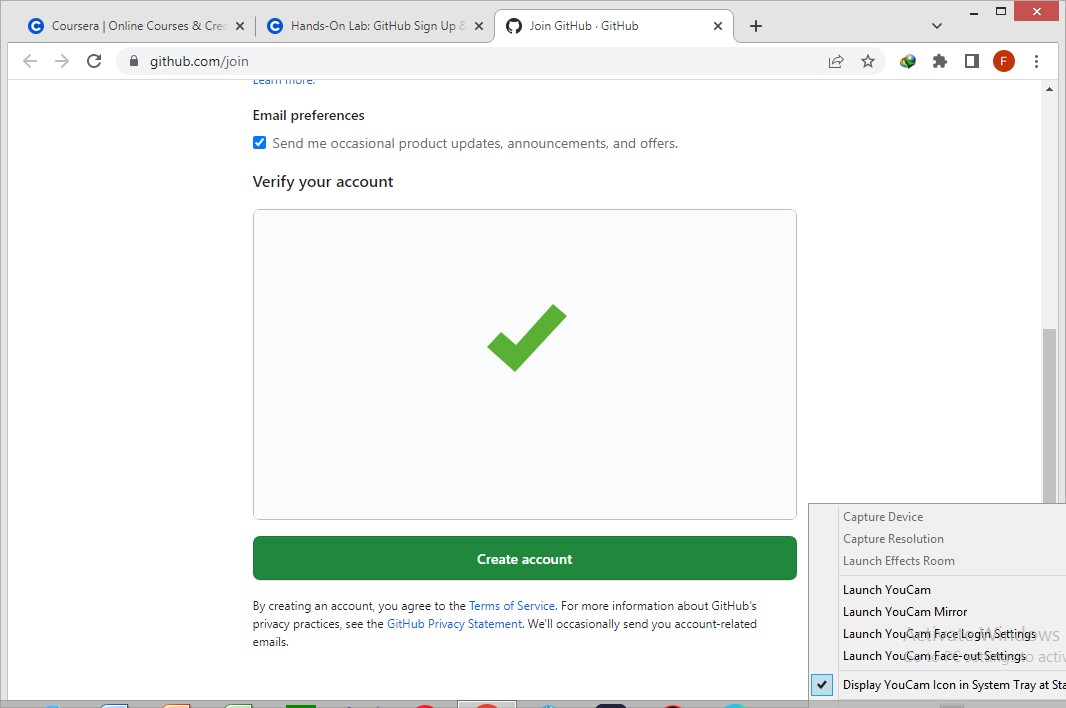 Coursera | Online Courses & Cre
Hands-On Lab: GitHub Sign Up &
Join GitHub · GitHub
github.com/join
F
Learn more.
Email preferences
Send me occasional product updates, announcements, and offers.
Verify your account
Create account
By creating an account, you agree to the Terms of Service. For more information about GitHub's
privacy practices, see the GitHub Privacy Statement. We'll occasionally send you account-related
emails.
Capture Device
Capture Resolution
Launch Effects Room
Launch YouCam
Launch YouCam Mirror
Launch YouCam Face Login Settings
Launch YouCam Face-out Settings
Display YouCam Icon in System Tray at Sta
Activate Windows
Go to PC settings to activ